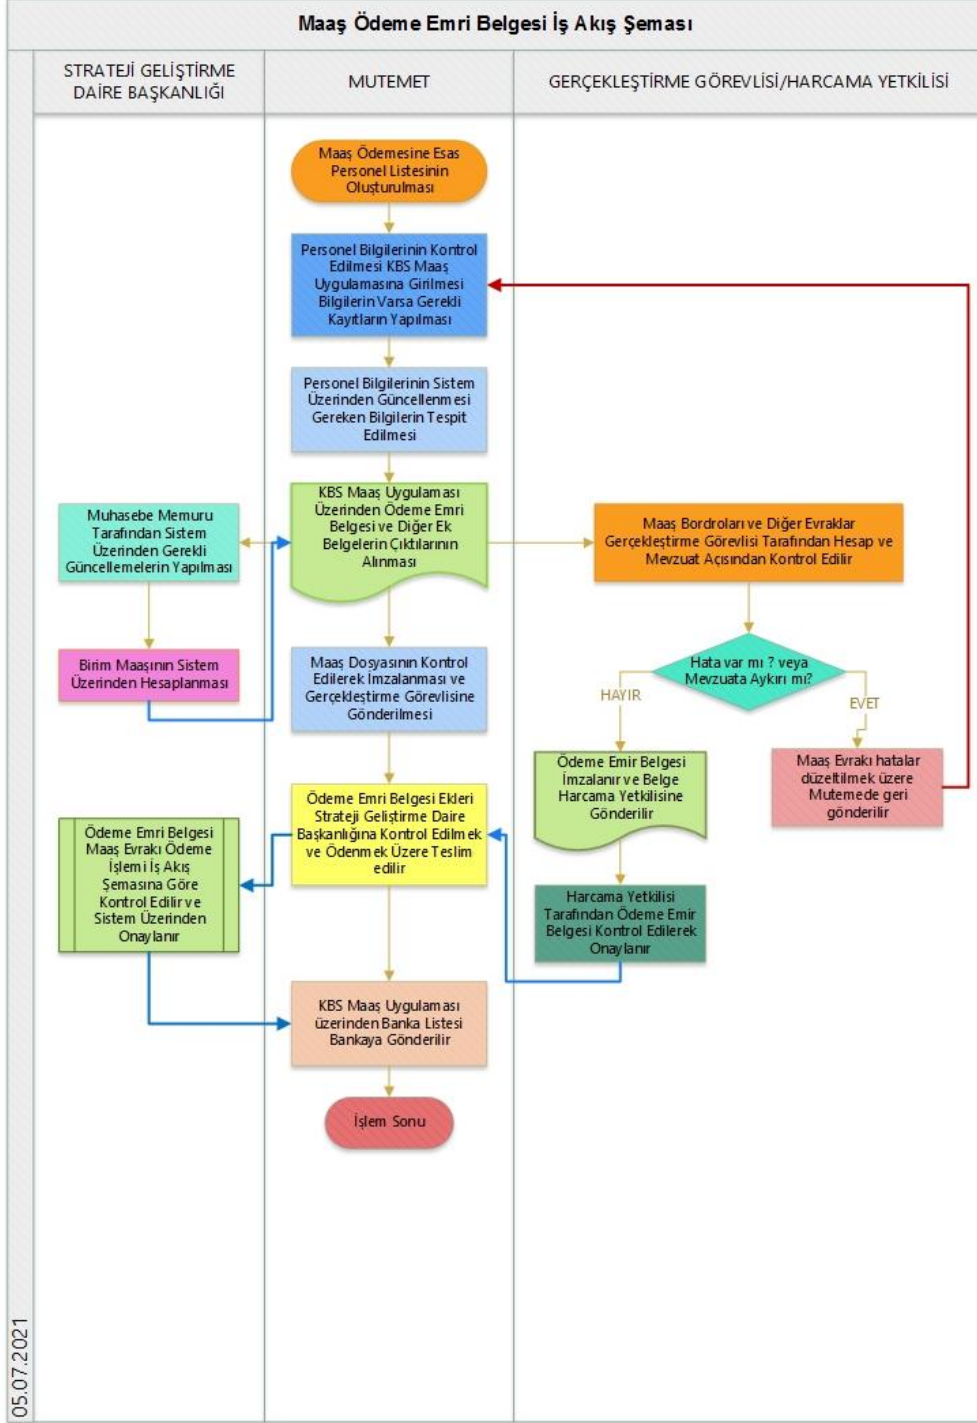 Maaş Ödeme Emri Belgesi İş Akış Şeması
STRATEJİ GELİŞTİRME
DAİRE BAŞKANLIĞI
MUTEMET
GERÇEKLEŞTİRME GÖREVLİSİ/HARCAMA YETKİLİSİ
Maaş Ödemesine Esas
Personel Listesinin
Oluşturulması
Personel Bilgilerinin Kontrol
Edilmesi KBS Maaş
Uygulamasına Girilmesi
Bilgilerin Varsa Gerekli
Kayıtların Yapılması
Personel Bilgilerinin Sistem
Üzerinden Güncellenmesi
Gereken Bilgilerin Tespit
Edilmesi
KBS Maaş Uygulaması
Üzerinden Ödeme Emri
Belgesi ve Diğer Ek
Belgelerin Çıktılarının
Alınması
Muhasebe Memuru
Tarafından Sistem
Üzerinden Gerekli
Güncellemelerin Yapılması
Birim Maaşının Sistem
Üzerinden Hesaplanması
Maaş Bordroları ve Diğer Evraklar
Gerçekleştirme Görevlisi Tarafından Hesap ve
Mevzuat Açısından Kontrol Edilir
Hata var mı ? veya
Mevzuata Aykırı mı?
HAYIR
EVET
Maaş Dosyasının Kontrol
Edilerek İmzalanması ve
Gerçekleştirme Görevlisine
Gönderilmesi
Ödeme Emir Belgesi
İmzalanır ve Belge
Harcama Yetkilisine
Gönderilir
Maaş Evrakı hatalar
düzeltilmek üzere
Mutemede geri
gönderilir
Ödeme Emri Belgesi Ekleri
Strateji Geliştirme Daire
Başkanlığına Kontrol Edilmek
ve Ödenmek Üzere Teslim
edilir
Ödeme Emri Belgesi
Maaş Evrakı Ödeme
İşlemi İş Akış
Şemasına Göre
Kontrol Edilir ve
Sistem Üzerinden
Onaylanır
Harcama Yetkilisi
Tarafından Ödeme Emir
Belgesi Kontrol Edilerek
Onaylanır
KBS Maaş Uygulaması
üzerinden Banka Listesi
Bankaya Gönderilir
İşlem Sonu
05.07.2021